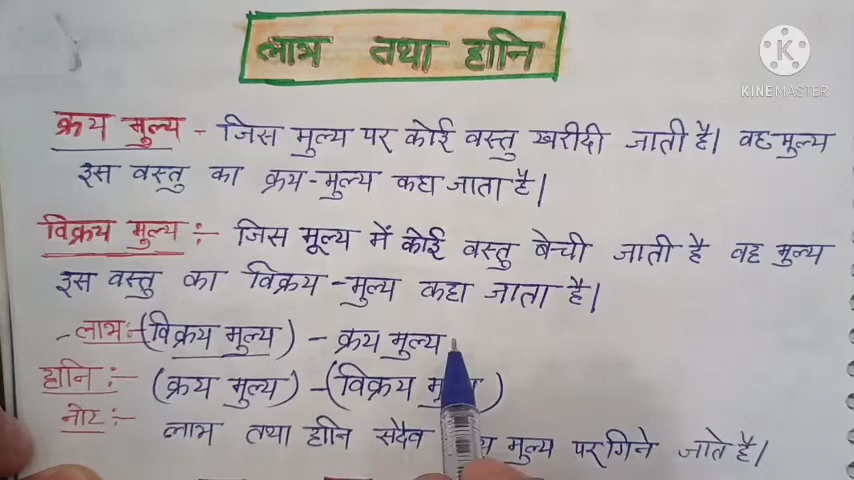 लाभ तथा हानि
KINEMASTER
क्रय मुल्य - जिस मुल्य पर कोई वस्तु खरीदी जाती है। वह मुल्य
इस वस्तु का क्रय-मुल्य कहा जाता है।
विक्रय मुल्य :- जिस मूल्य में कोई वस्तु बेच्ची जाती है वह मुल्य
इस वस्तु का विक्रय-मुल्य कहा जाता है।
लाभ:- (विक्रय मुल्य) - क्रय मुल्य
हानि :- (क्रय मुल्य) - (विक्रय )
नोट :- लाभ तथा हानि सदैव मुल्य पर गिने जाते है।